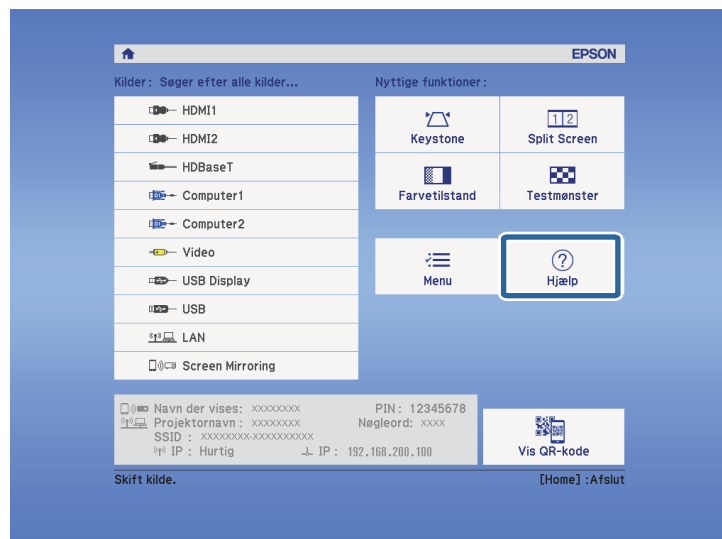 EPSON
Kilder: Søger efter alle kilder...
Nyttige funktioner:
HDMI1
HDMI2
HDBaseT
Computer1
Computer2
Video
USB Display
USB
LAN
Screen Mirroring
Keystone
1 2
Split Screen
Farvetilstand
Testmønster
Menu
?
Hjælp
Navn der vises: XXXXXXXX
PIN: 12345678
Projektornavn: XXXXXXXX
Nøgleord: XXXX
SSID : XXXXXXXX-XXXXXXXXXX
IP : Hurtig
IP : 192.168.200.100
Vis QR-kode
Skift kilde.
[Home] :Afslut